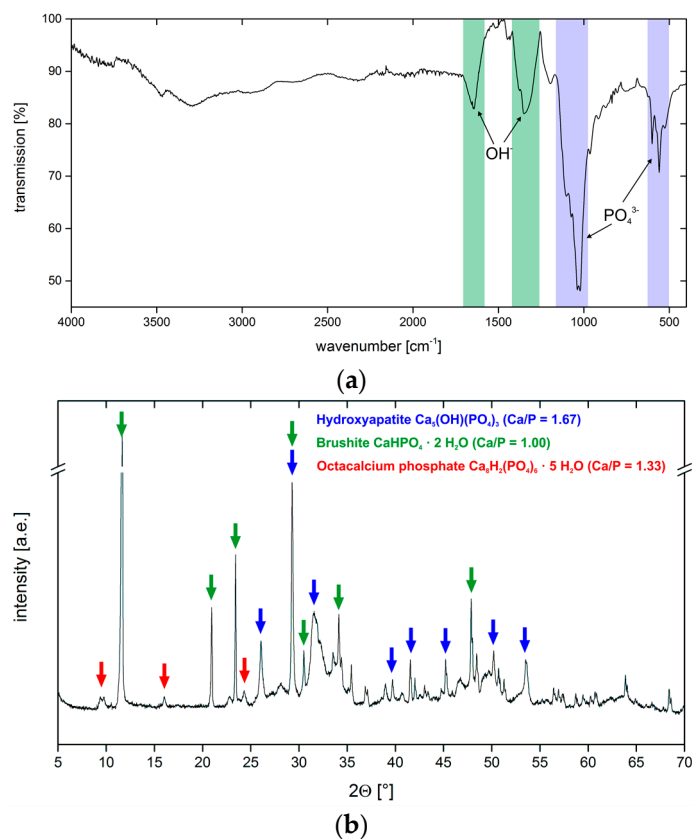 100
90
80
70
60
50
transmission [%]
OH⁻
PO₄³⁻
4000 3500 3000 2500 2000 1500 1000 500
wavenumber [cm⁻¹]
(a)
Hydroxyapatite Ca₅(OH)(PO₄)₃ (Ca/P = 1.67)
Brushite CaHPO₄ · 2 H₂O (Ca/P = 1.00)
Octacalcium phosphate Ca₈H₂(PO₄)₆ · 5 H₂O (Ca/P = 1.33)
intensity [a.e.]
5 10 15 20 25 30 35 40 45 50 55 60 65 70
2Θ [°]
(b)